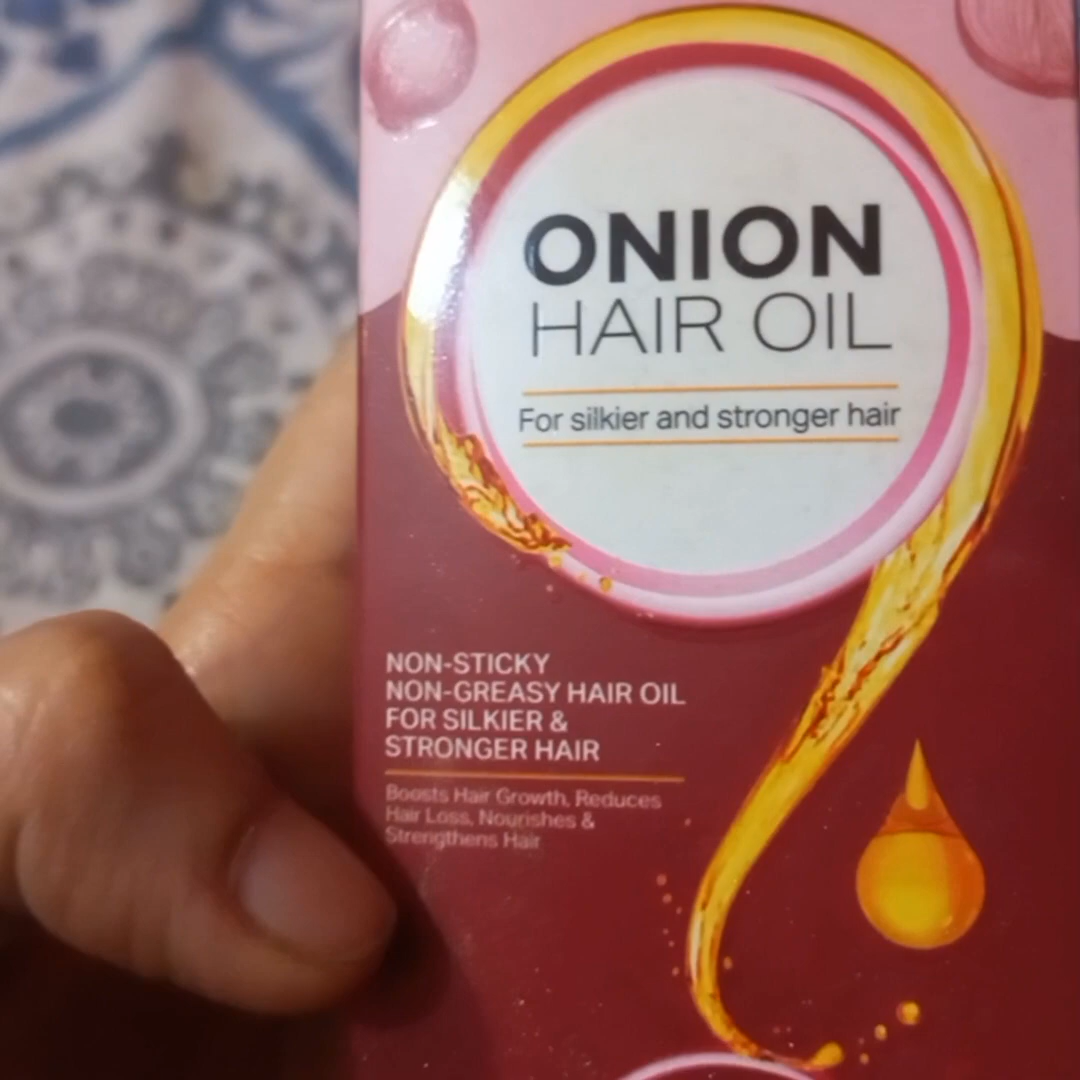 ONION
HAIR OIL
For silkier and stronger hair
NON-STICKY
NON-GREASY HAIR OIL
FOR SILKIER &
STRONGER HAIR
Boosts Hair Growth, Reduces
Hair Loss, Nourishes &
Strengthens Hair